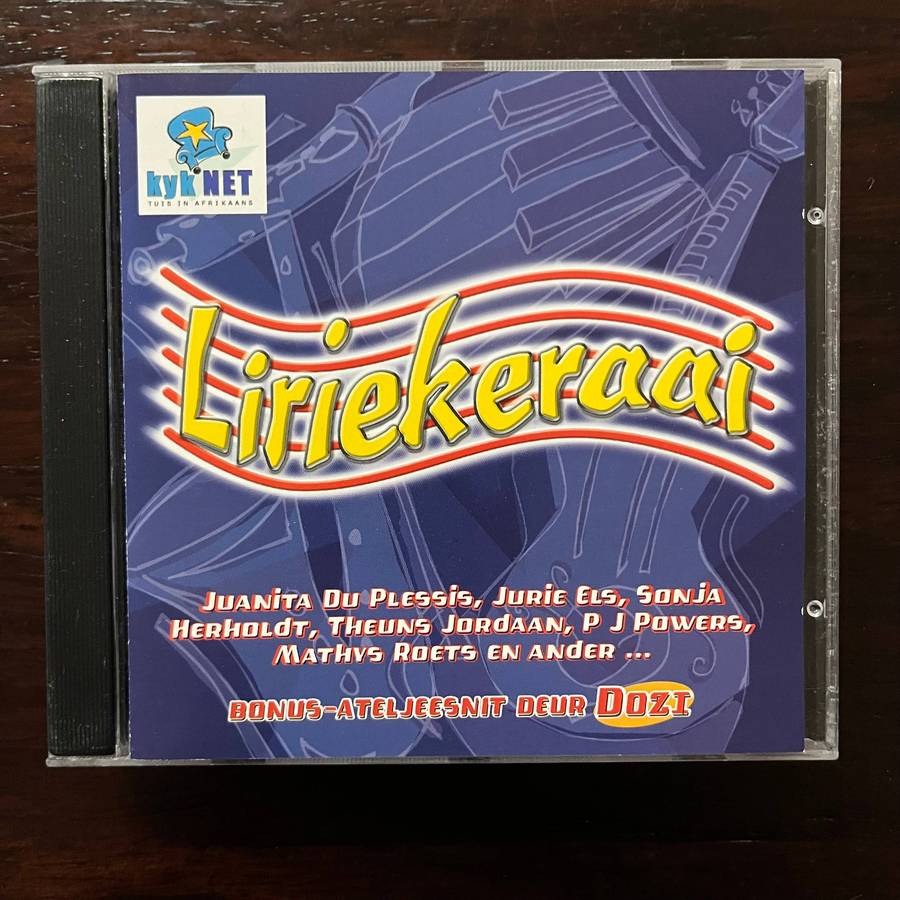 kykNET
TUIS IN AFRIKAANS
Liriekeraai
JUANITA DU PLESSIS, JURIE ELS, SONJA
HERHOLDT, THEUNS JORDAAN, P J POWERS,
MATHYS ROETS EN ANDER ...
BONUS-ATELJEESNIT DEUR DOZI